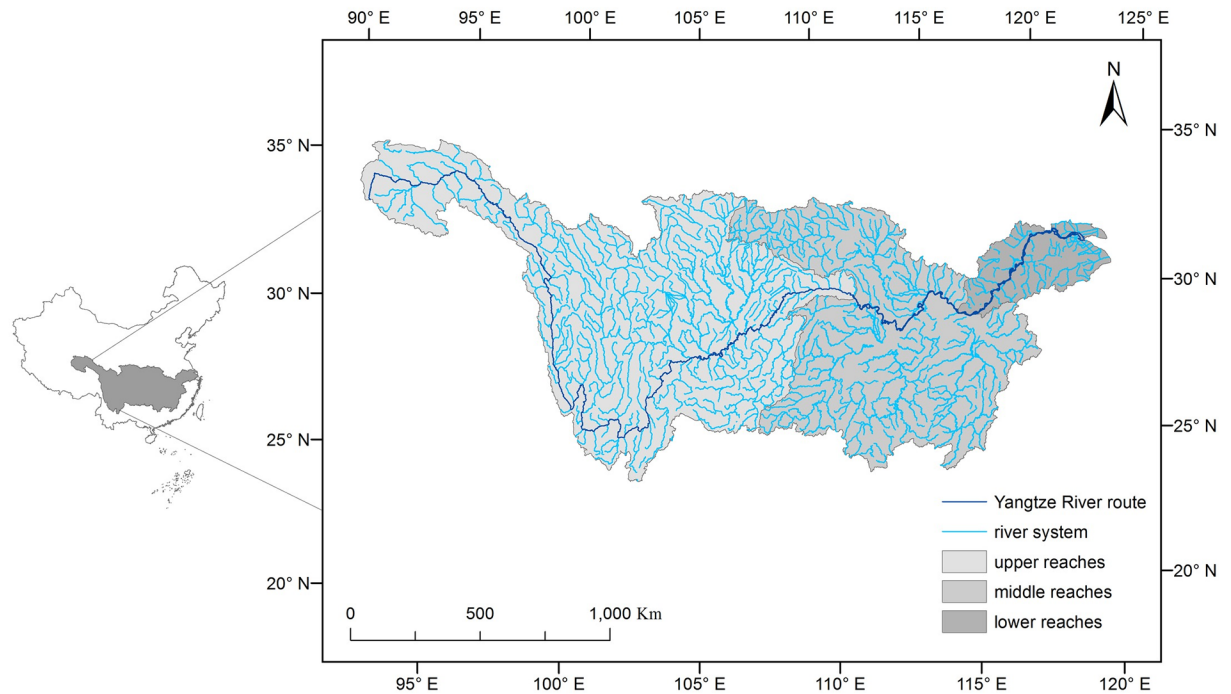 90° E 95° E 100° E 105° E 110° E 115° E 120° E 125° E
N
35° N 35° N
30° N 30° N
25° N 25° N
Yangtze River route
river system
upper reaches
20° N 20° N
middle reaches
0 500 1,000 Km
lower reaches
95° E 100° E 105° E 110° E 115° E 120° E